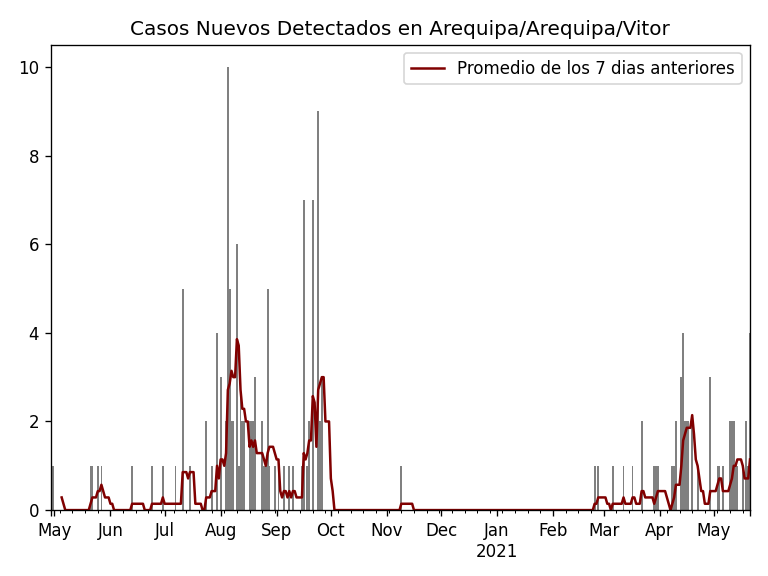 Casos Nuevos Detectados en Arequipa/Arequipa/Vitor
Promedio de los 7 dias anteriores
10
8
6
4
2
0
May Jun Jul Aug Sep Oct Nov Dec Jan Feb Mar Apr May
2021